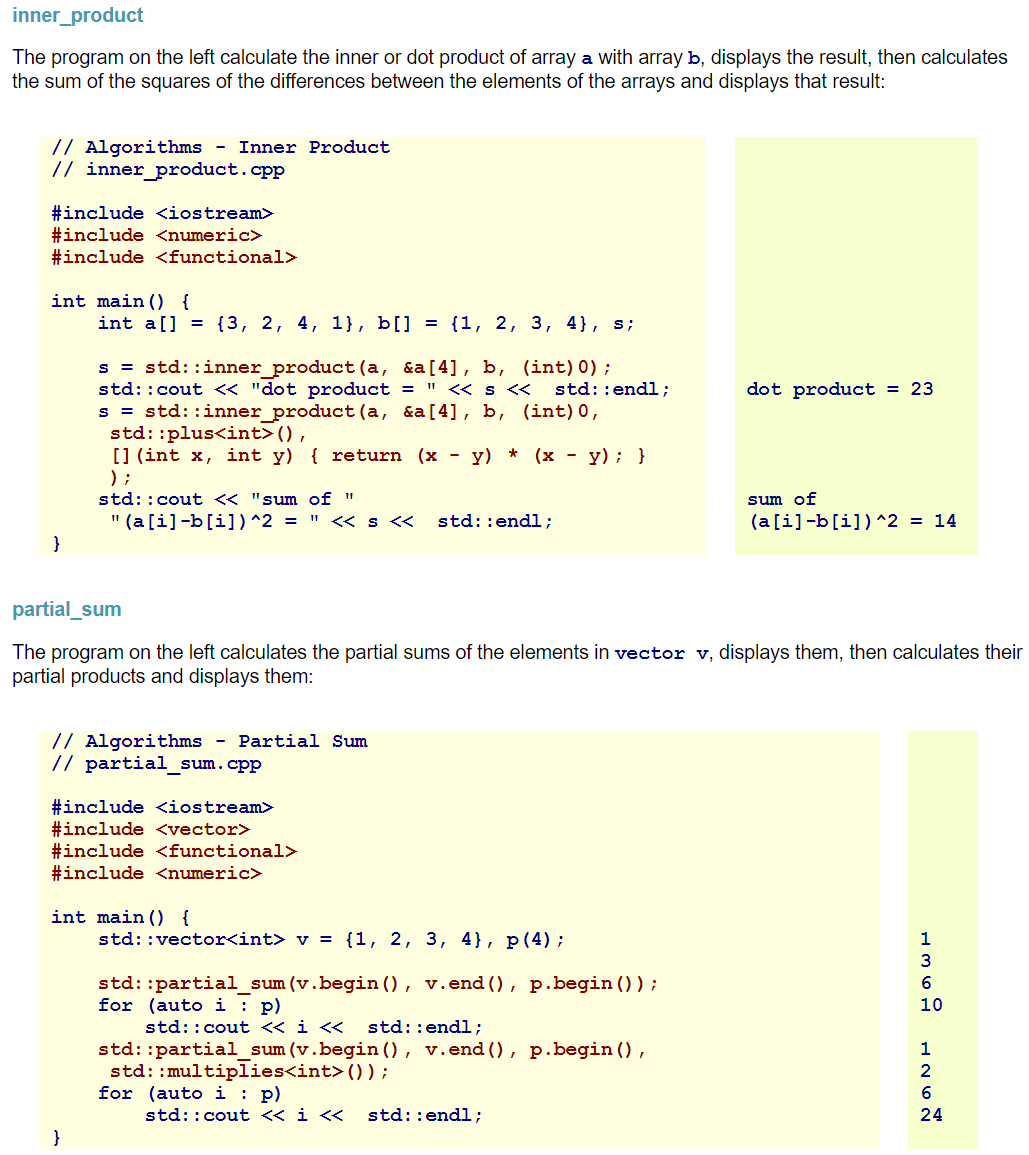 inner_product
The program on the left calculate the inner or dot product of array a with array b, displays the result, then calculates
the sum of the squares of the differences between the elements of the arrays and displays that result:
// Algorithms - Inner Product
// inner_product.cpp
#include <iostream>
#include <numeric>
#include <functional>
int main() {
    int a[] = {3, 2, 4, 1}, b[] = {1, 2, 3, 4}, s;
    s = std::inner_product(a, &a[4], b, (int)0);
    std::cout << "dot product = " << s <<  std::endl;
dot product = 23
    s = std::inner_product(a, &a[4], b, (int)0,
     std::plus<int>(),
     [](int x, int y) { return (x - y) * (x - y); }
     );
    std::cout << "sum of "
sum of
     "(a[i]-b[i])^2 = " << s <<  std::endl;
(a[i]-b[i])^2 = 14
}
partial_sum
The program on the left calculates the partial sums of the elements in vector v, displays them, then calculates their
partial products and displays them:
// Algorithms - Partial Sum
// partial_sum.cpp
#include <iostream>
#include <vector>
#include <functional>
#include <numeric>
int main() {
    std::vector<int> v = {1, 2, 3, 4}, p(4);
1
3
    std::partial_sum(v.begin(), v.end(), p.begin());
6
    for (auto i : p)
10
        std::cout << i <<  std::endl;
    std::partial_sum(v.begin(), v.end(), p.begin(),
1
     std::multiplies<int>());
2
    for (auto i : p)
6
        std::cout << i <<  std::endl;
24
}